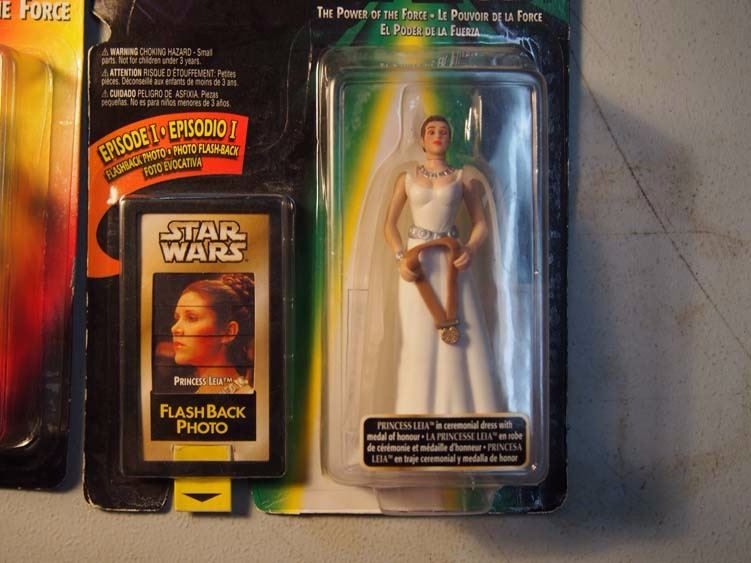 E FORCE
THE POWER OF THE FORCE • LE POUVOIR DE LA FORCE
EL PODER DE LA FUERZA
WARNING CHOKING HAZARD - Small
parts. Not for children under 3 years.
ATTENTION RISQUE D'ÉTOUFFEMENT: Petites
pièces. Déconseillé aux enfants de moins de 3 ans.
CUIDADO PELIGRO DE ASFIXIA. Piezas
pequeñas. No es para niños menores de 3 años.
EPISODE I • EPISODIO I
FLASHBACK PHOTO • PHOTO FLASH-BACK
FOTO EVOCATIVA
STAR
WARS
PRINCESS LEIA™
FLASHBACK
PHOTO
PRINCESS LEIA™ in ceremonial dress with
medal of honour • LA PRINCESSE LEIA™ en robe
de cérémonie et médaille d'honneur • PRINCESA
LEIA™ en traje ceremonial y medalla de honor